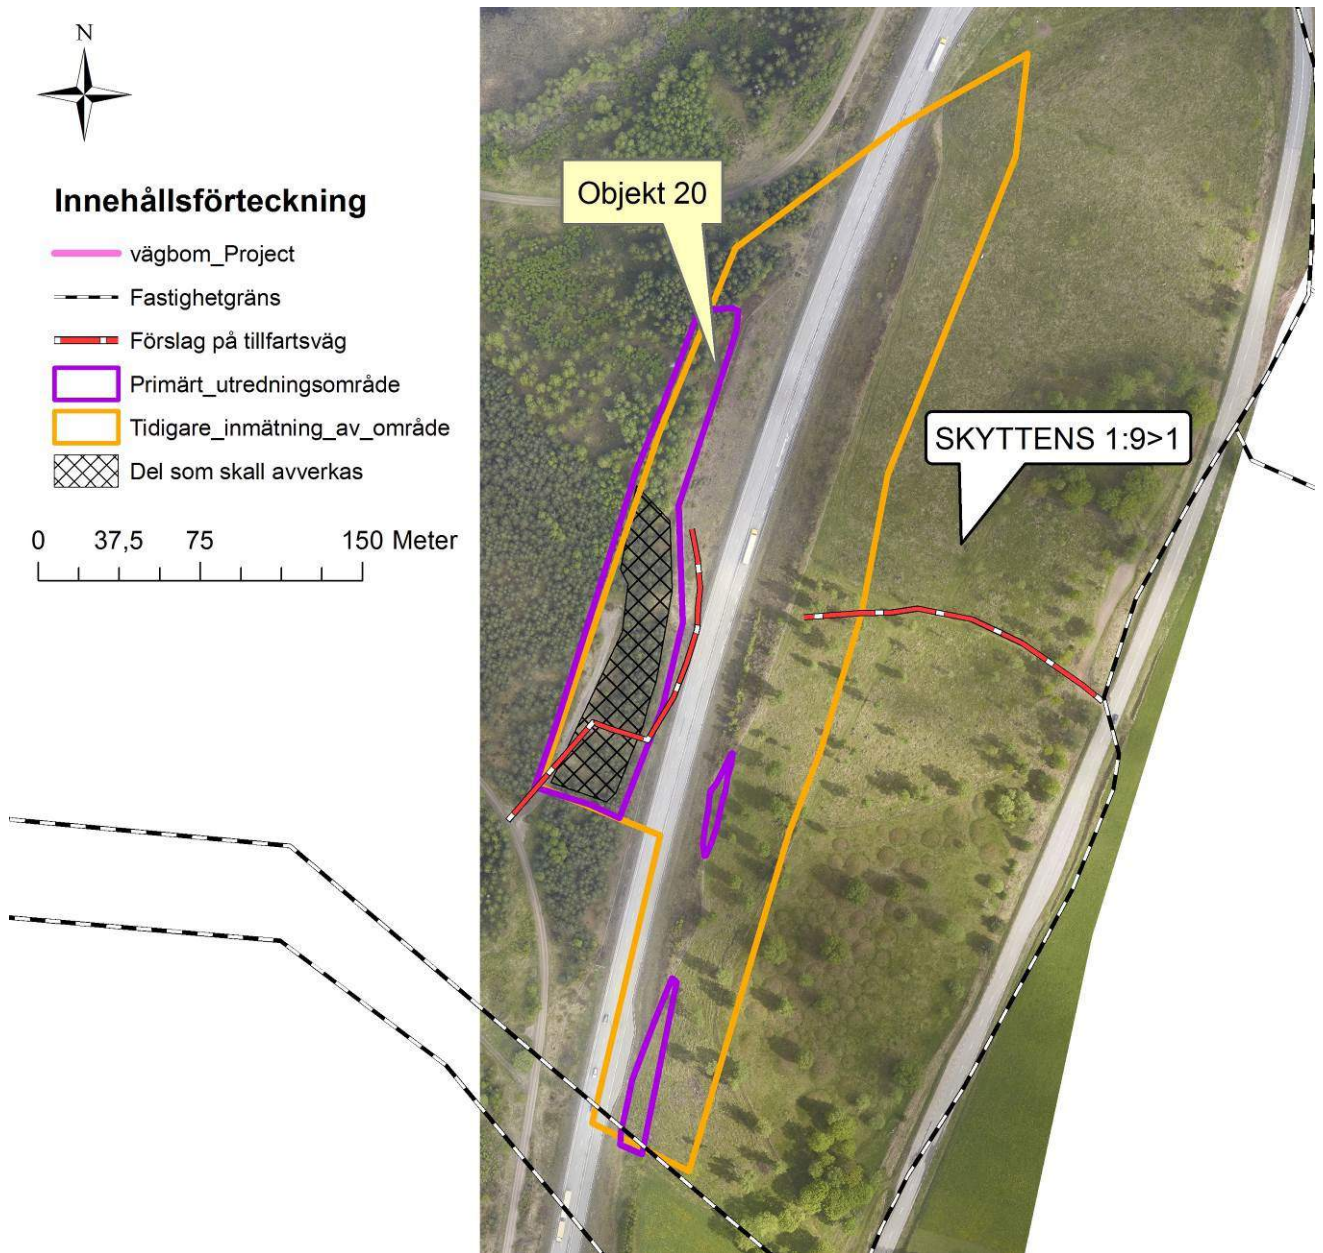 N
Innehållsförteckning
vägbom_Project
Fastighetgräns
Förslag på tillfartsväg
Primärt_utredningsområde
Tidigare_inmätning_av_område
Del som skall avverkas
0 37,5 75 150 Meter
Objekt 20
SKYTTENS 1:9>1